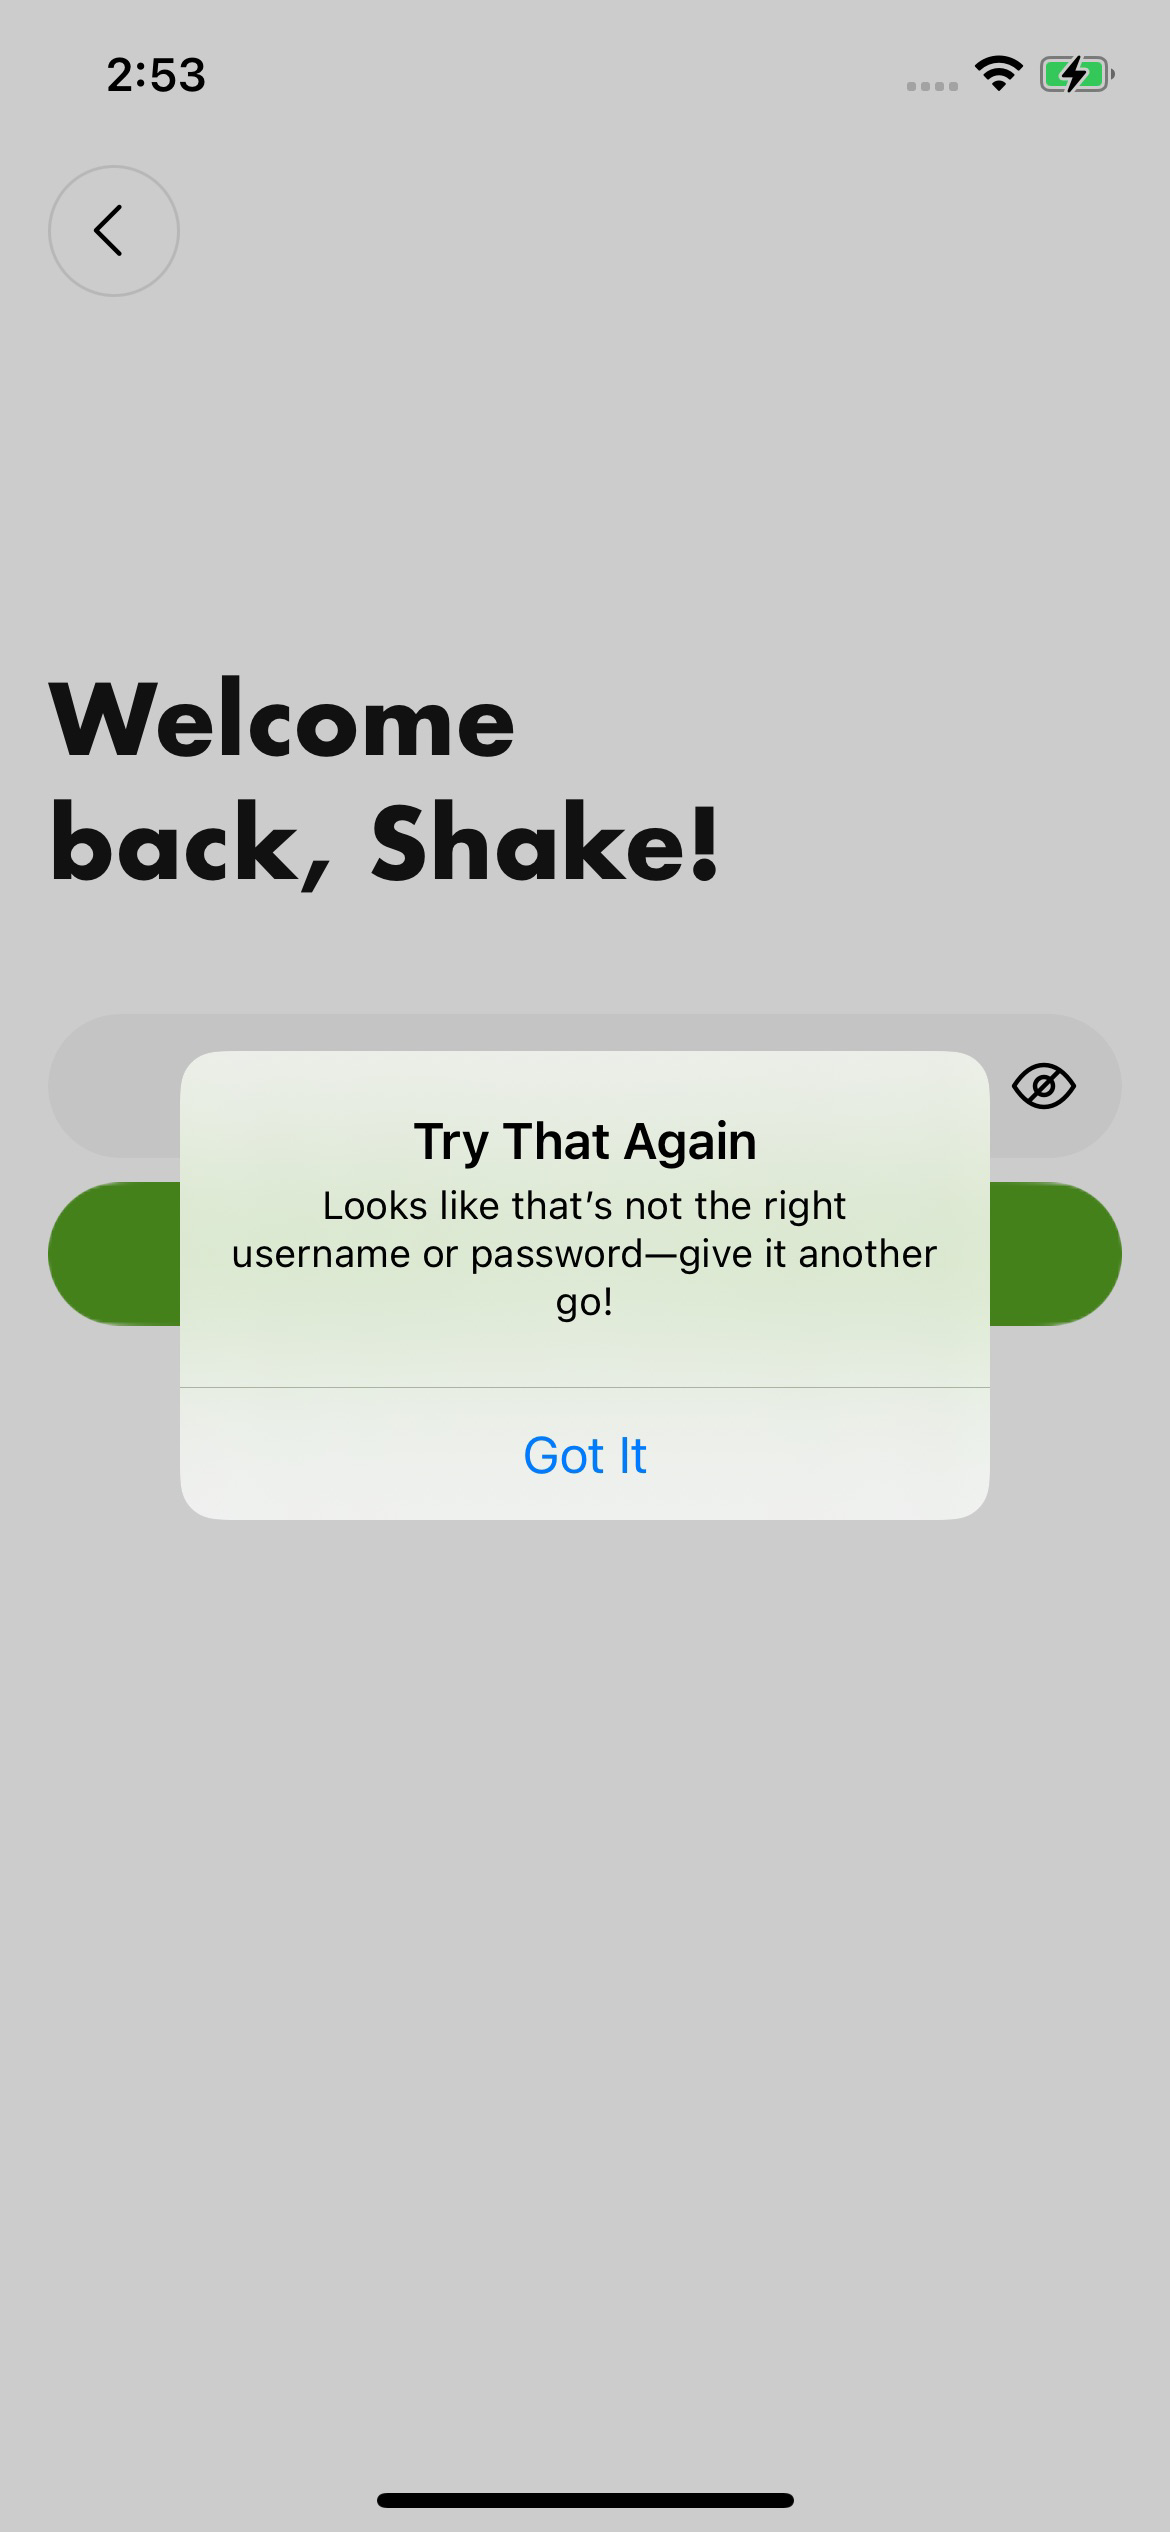 2:53
Welcome
back, Shake!
Try That Again
Looks like that’s not the right
username or password—give it another
go!
Got It